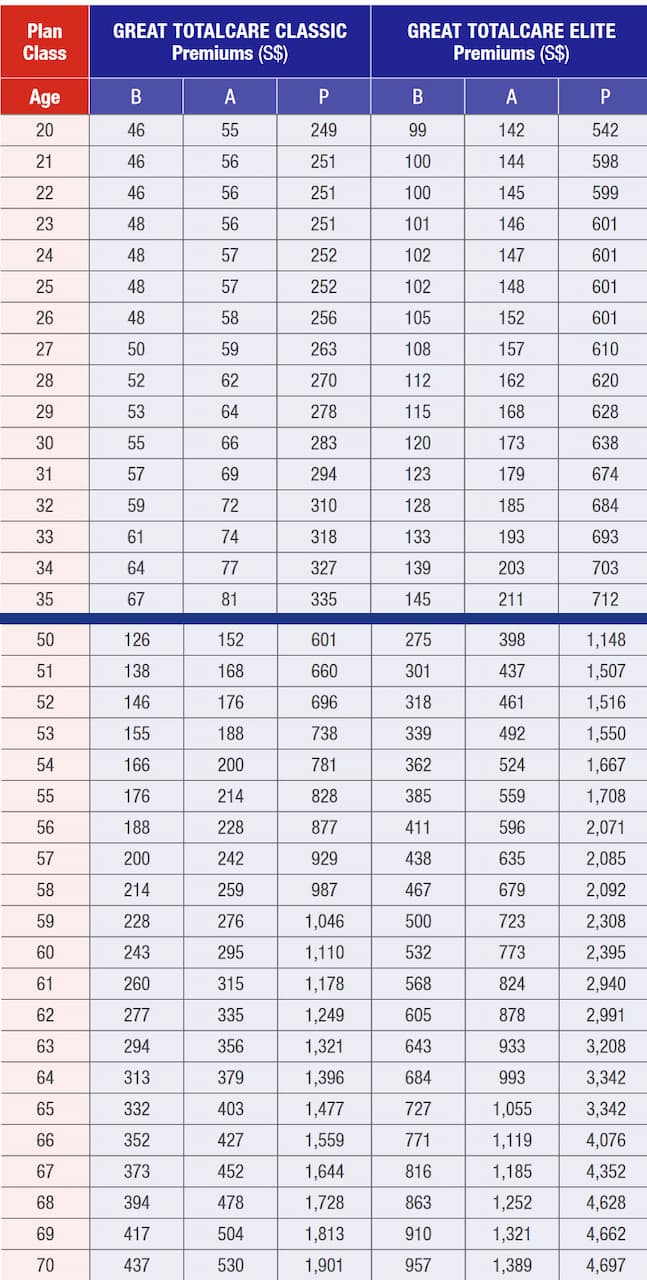 Plan Class GREAT TOTALCARE CLASSIC Premiums (S$) GREAT TOTALCARE ELITE Premiums (S$)
Age B A P B A P
20 46 55 249 99 142 542
21 46 56 251 100 144 598
22 46 56 251 100 145 599
23 48 56 251 101 146 601
24 48 57 252 102 147 601
25 48 57 252 102 148 601
26 48 58 256 105 152 601
27 50 59 263 108 157 610
28 52 62 270 112 162 620
29 53 64 278 115 168 628
30 55 66 283 120 173 638
31 57 69 294 123 179 674
32 59 72 310 128 185 684
33 61 74 318 133 193 693
34 64 77 327 139 203 703
35 67 81 335 145 211 712
50 126 152 601 275 398 1,148
51 138 168 660 301 437 1,507
52 146 176 696 318 461 1,516
53 155 188 738 339 492 1,550
54 166 200 781 362 524 1,667
55 176 214 828 385 559 1,708
56 188 228 877 411 596 2,071
57 200 242 929 438 635 2,085
58 214 259 987 467 679 2,092
59 228 276 1,046 500 723 2,308
60 243 295 1,110 532 773 2,395
61 260 315 1,178 568 824 2,940
62 277 335 1,249 605 878 2,991
63 294 356 1,321 643 933 3,208
64 313 379 1,396 684 993 3,342
65 332 403 1,477 727 1,055 3,342
66 352 427 1,559 771 1,119 4,076
67 373 452 1,644 816 1,185 4,352
68 394 478 1,728 863 1,252 4,628
69 417 504 1,813 910 1,321 4,662
70 437 530 1,901 957 1,389 4,697